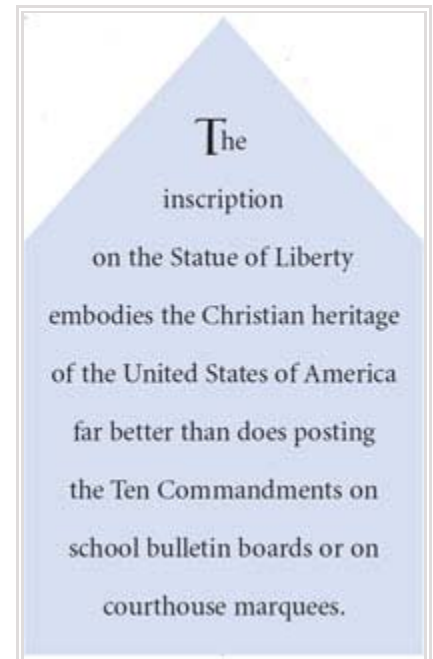 The
inscription
on the Statue of Liberty
embodies the Christian heritage
of the United States of America
far better than does posting
the Ten Commandments on
school bulletin boards or on
courthouse marquees.